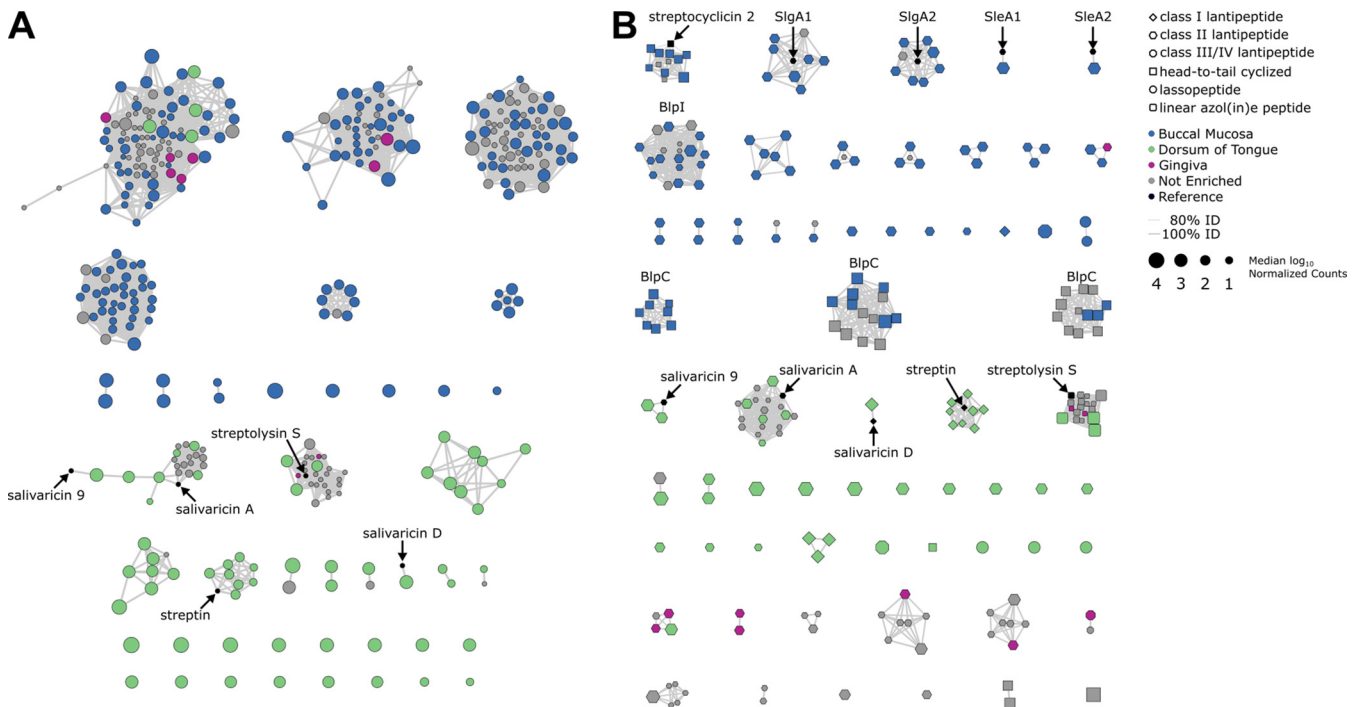 A
B
streptocyclicin 2
SlgA1
SlgA2
SleA1
SleA2
BlpI
BlpC
BlpC
BlpC
salivaricin 9
salivaricin A
streptin
streptolysin S
salivaricin D
streptolysin S
salivaricin 9
salivaricin A
salivaricin D
streptin
class I lantipeptide
class II lantipeptide
class III/IV lantipeptide
head-to-tail cyclized
lassopeptide
linear azol(in)e peptide
Buccal Mucosa
Dorsum of Tongue
Gingiva
Not Enriched
Reference
80% ID
100% ID
Median log10
Normalized Counts
4 3 2 1